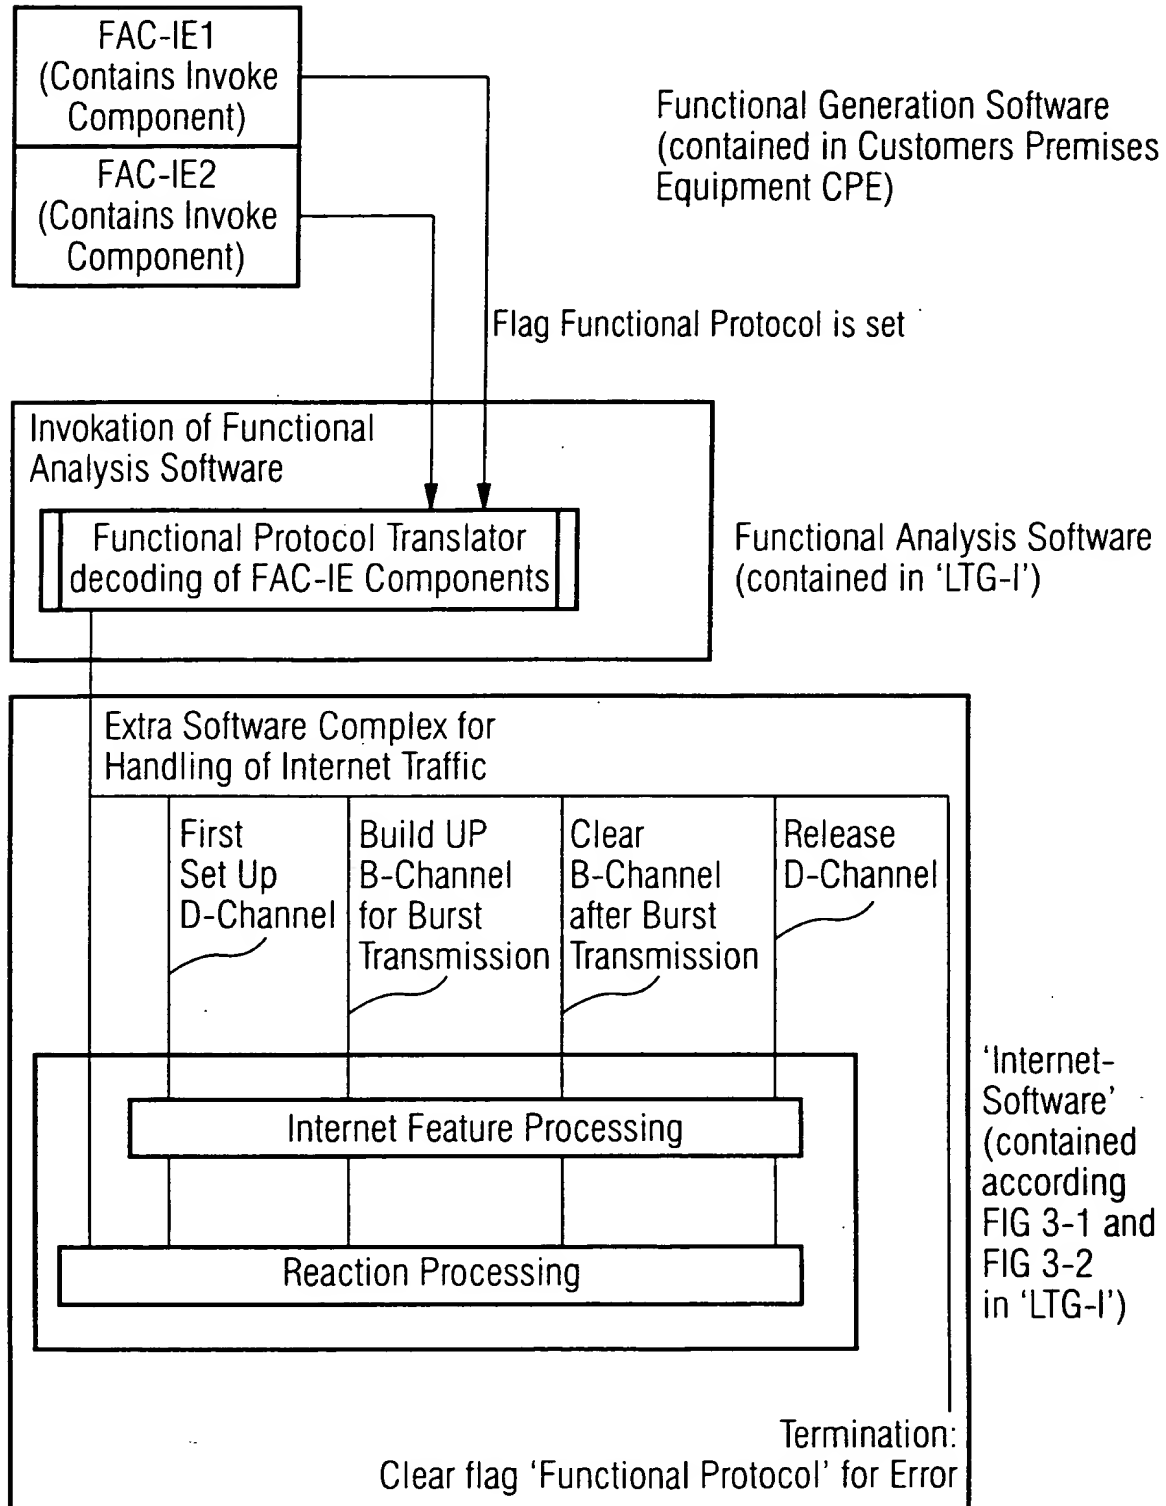 FAC-IE1
(Contains Invoke
Component)
FAC-IE2
(Contains Invoke
Component)
Functional Generation Software
(contained in Customers Premises
Equipment CPE)
Flag Functional Protocol is set
Invokation of Functional
Analysis Software
Functional Protocol Translator
decoding of FAC-IE Components
Functional Analysis Software
(contained in 'LTG-I')
Extra Software Complex for
Handling of Internet Traffic
First
Set Up
D-Channel
Build UP
B-Channel
for Burst
Transmission
Clear
B-Channel
after Burst
Transmission
Release
D-Channel
Internet Feature Processing
Reaction Processing
'Internet-
Software'
(contained
according
FIG 3-1 and
FIG 3-2
in 'LTG-I')
Termination:
Clear flag 'Functional Protocol' for Error